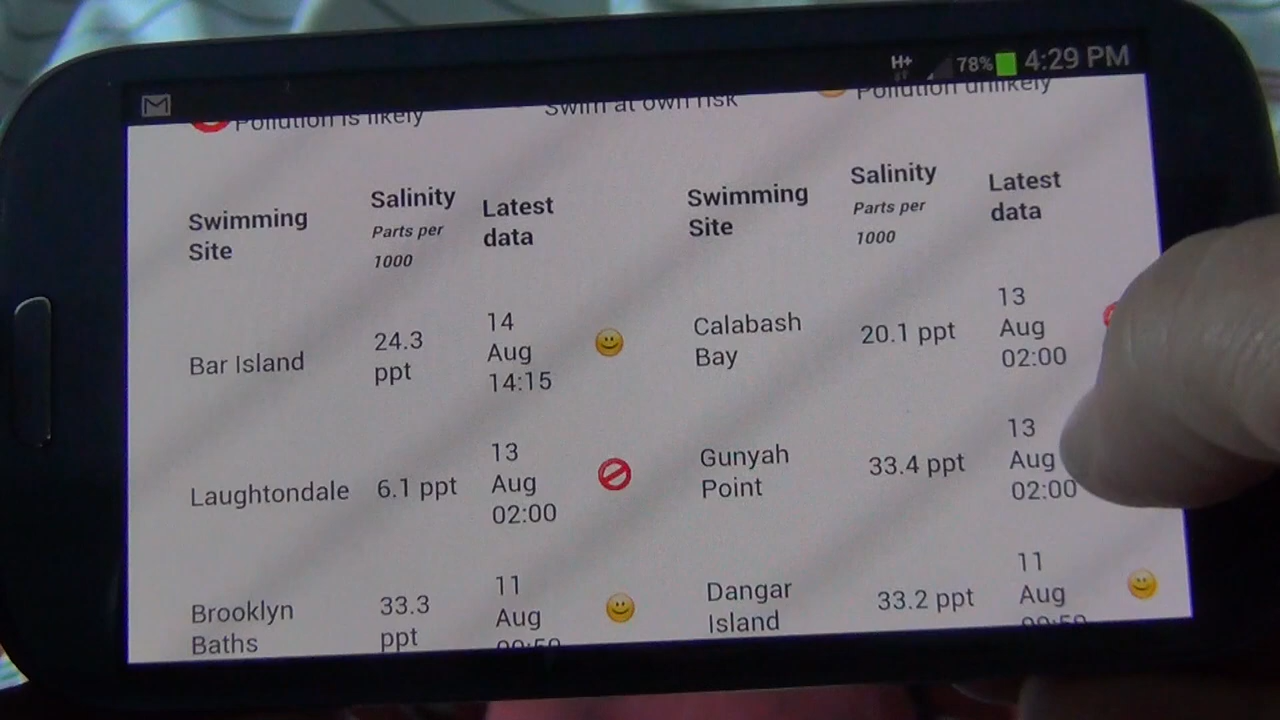 H+ 78% 4:29 PM
Pollution is likely
Swim at own risk
Pollution unlikely
Swimming Site
Salinity
Parts per 1000
Latest data
Swimming Site
Salinity
Parts per 1000
Latest data
Bar Island
24.3 ppt
14 Aug 14:15
Calabash Bay
20.1 ppt
13 Aug 02:00
Laughtondale
6.1 ppt
13 Aug 02:00
Gunyah Point
33.4 ppt
13 Aug 02:00
Brooklyn Baths
33.3 ppt
11 Aug
Dangar Island
33.2 ppt
11 Aug